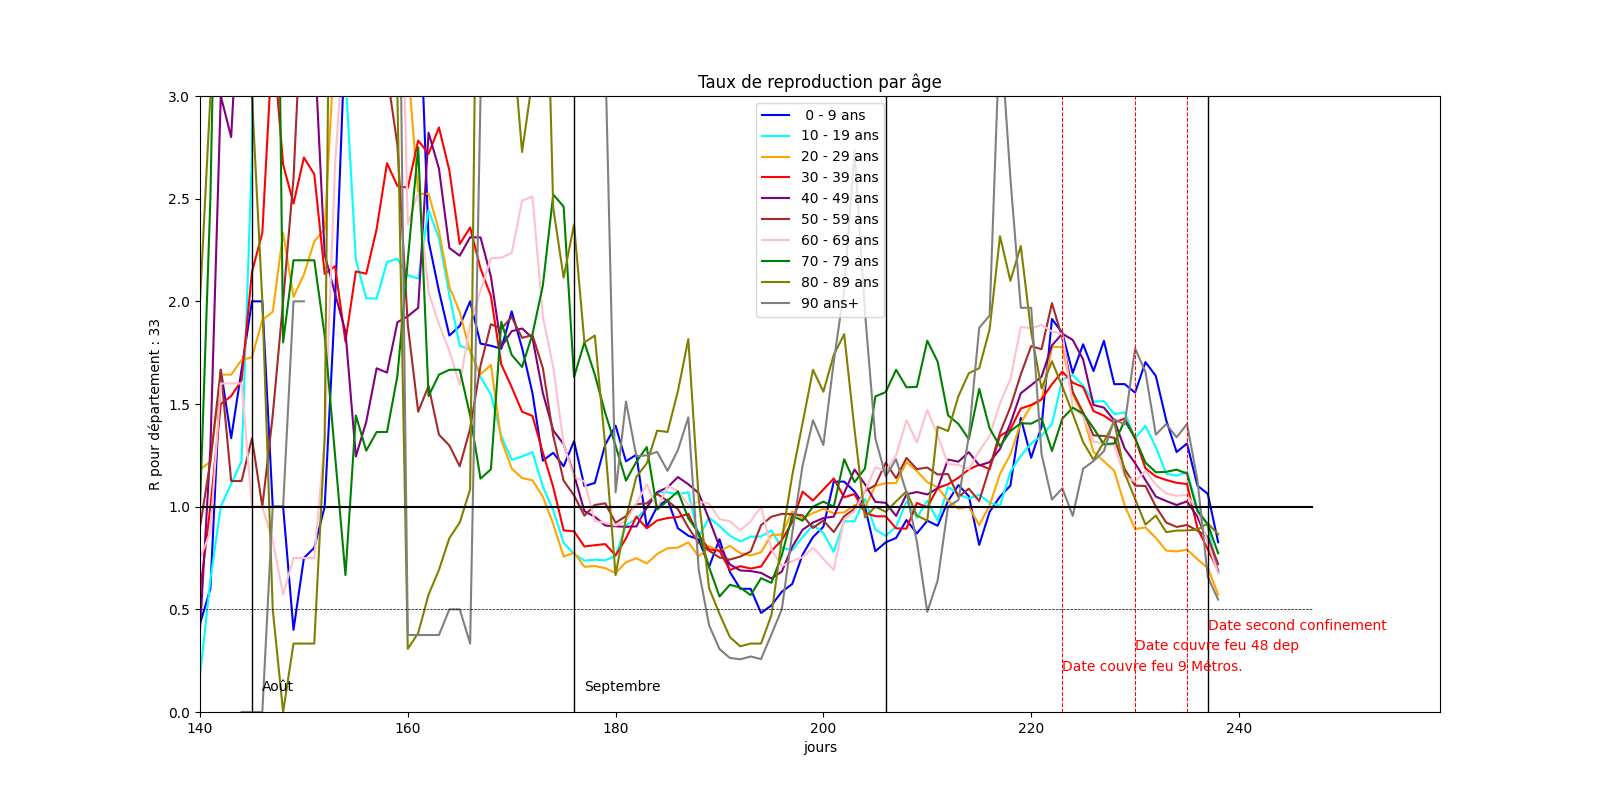 Taux de reproduction par âge
3.0
2.5
2.0
1.5
1.0
0.5
0.0
R pour département : 33
0 - 9 ans
10 - 19 ans
20 - 29 ans
30 - 39 ans
40 - 49 ans
50 - 59 ans
60 - 69 ans
70 - 79 ans
80 - 89 ans
90 ans+
Date second confinement
Date couvre feu 48 dep
Date couvre feu 9 Métros.
Août
Septembre
140
160
180
200
220
240
jours